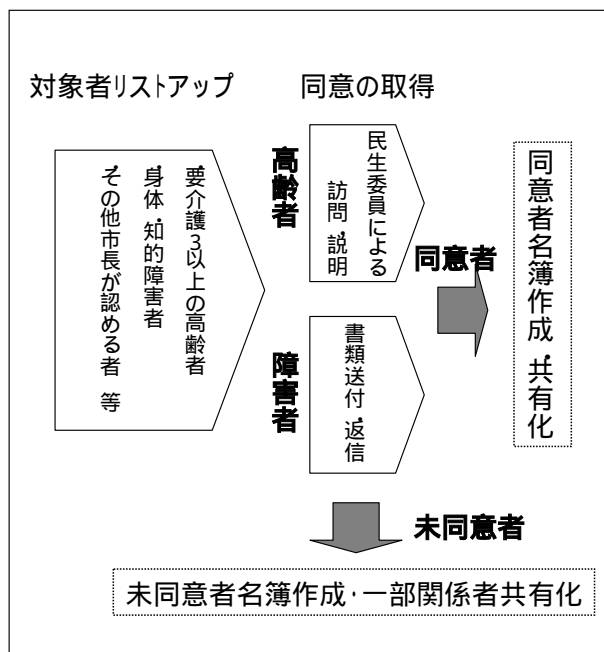 対象者リストアップ
同意の取得
・要介護3以上の高齢者
・身体・知的障害者
・その他市長が認める者 等
高齢者
民生委員による
訪問・説明
障害者
書類送付・返信
同意者
同意者名簿作成・共有化
未同意者
未同意者名簿作成・一部関係者共有化